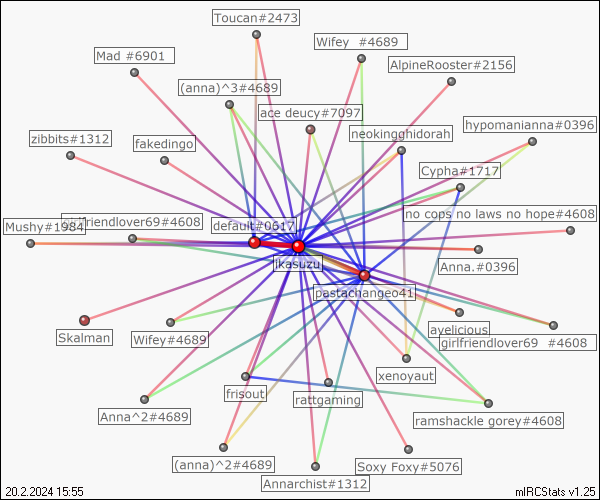 Toucan#2473
Wifey #4689
Mad #6901
AlpineRooster#2156
(anna)^3#4689
ace deucy#7097
hypomanianna#0396
neokingghidorah
zibbits#1312
fakedingo
Cypha#1717
no cops no laws no hope#4608
girlfriendlover69#4608
Mushy#1984
default#0617
jkasuzu
Anna.#0396
pastachangeo41
Skalman
Wifey#4689
ayelicious
girlfriendlover69 #4608
xenoyaut
frisout
rattgaming
Anna^2#4689
ramshackle gorey#4608
(anna)^2#4689
Soxy Foxy#5076
Annarchist#1312
20.2.2024 15:55
mIRCStats v1.25